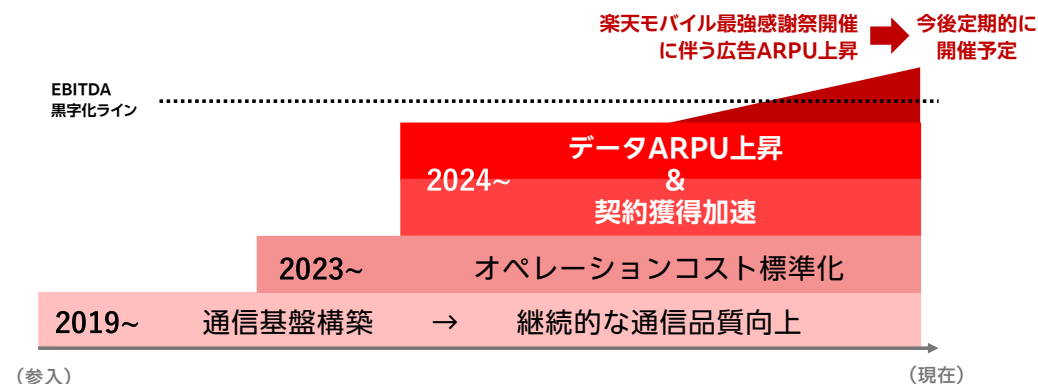 楽天モバイル最強感謝祭開催
に伴う広告ARPU上昇
今後定期的に
開催予定
EBITDA
黒字化ライン
データARPU上昇
2024~
&
契約獲得加速
2023~ オペレーションコスト標準化
2019~ 通信基盤構築 → 継続的な通信品質向上
（参入）
（現在）